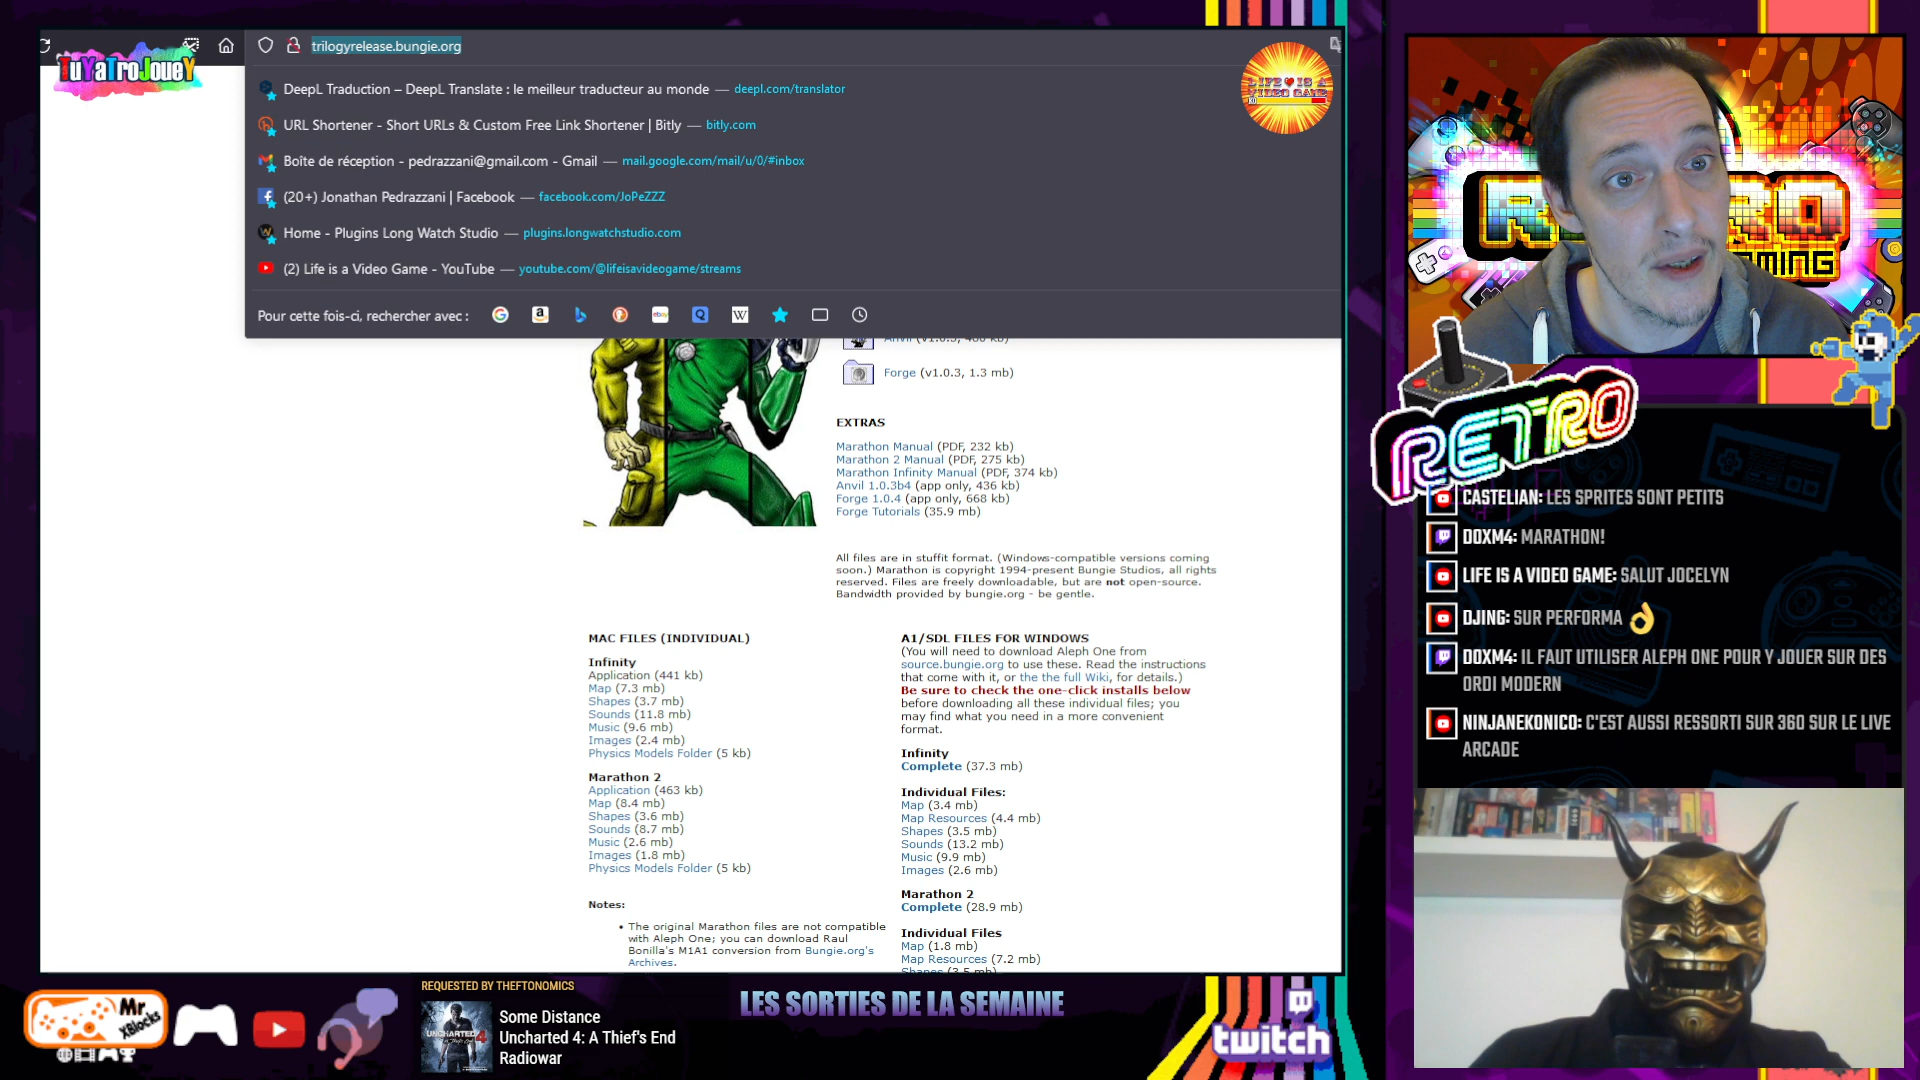 TuYaTroJoueY
trilogyrelease.bungie.org
LIFE IS A
VIDEO GAME
DeepL Traduction – DeepL Translate : le meilleur traducteur au monde — deepl.com/translator
URL Shortener - Short URLs & Custom Free Link Shortener | Bitly — bitly.com
Boîte de réception - pedrazzani@gmail.com - Gmail — mail.google.com/mail/u/0/#inbox
(20+) Jonathan Pedrazzani | Facebook — facebook.com/JoPeZZZ
Home - Plugins Long Watch Studio — plugins.longwatchstudio.com
(2) Life is a Video Game - YouTube — youtube.com/@lifeisavideogame/streams
Pour cette fois-ci, rechercher avec :
Forge (v1.0.3, 1.3 mb)
EXTRAS
Marathon Manual (PDF, 232 kb)
Marathon 2 Manual (PDF, 275 kb)
Marathon Infinity Manual (PDF, 374 kb)
Anvil 1.0.3b4 (app only, 436 kb)
Forge 1.0.4 (app only, 668 kb)
Forge Tutorials (35.9 mb)
All files are in stuffit format. (Windows-compatible versions coming
soon.) Marathon is copyright 1994-present Bungie Studios, all rights
reserved. Files are freely downloadable, but are not open-source.
Bandwidth provided by bungie.org - be gentle.
MAC FILES (INDIVIDUAL)
Infinity
Application (441 kb)
Map (7.3 mb)
Shapes (3.7 mb)
Sounds (11.8 mb)
Music (9.6 mb)
Images (2.4 mb)
Physics Models Folder (5 kb)
Marathon 2
Application (463 kb)
Map (8.4 mb)
Shapes (3.6 mb)
Sounds (8.7 mb)
Music (2.6 mb)
Images (1.8 mb)
Physics Models Folder (5 kb)
Notes:
• The original Marathon files are not compatible
with Aleph One; you can download Raul
Bonilla's M1A1 conversion from Bungie.org's
Archives.
A1/SDL FILES FOR WINDOWS
(You will need to download Aleph One from
source.bungie.org to use these. Read the instructions
that come with it, or the the full Wiki, for details.)
Be sure to check the one-click installs below
before downloading all these individual files; you
may find what you need in a more convenient
format.
Infinity
Complete (37.3 mb)
Individual Files:
Map (3.4 mb)
Map Resources (4.4 mb)
Shapes (3.5 mb)
Sounds (13.2 mb)
Music (9.9 mb)
Images (2.6 mb)
Marathon 2
Complete (28.9 mb)
Individual Files
Map (1.8 mb)
Map Resources (7.2 mb)
Shapes (3.5 mb)
RETRO
CASTELIAN: LES SPRITES SONT PETITS
DOXM4: MARATHON!
LIFE IS A VIDEO GAME: SALUT JOCELYN
DJING: SUR PERFORMA
DOXM4: IL FAUT UTILISER ALEPH ONE POUR Y JOUER SUR DES
ORDI MODERN
NINJANEKONICO: C'EST AUSSI RESSORTI SUR 360 SUR LE LIVE
ARCADE
Mr
XBlocks
REQUESTED BY THEFTONOMICS
UNCHARTED 4
Some Distance
Uncharted 4: A Thief's End
Radiowar
LES SORTIES DE LA SEMAINE
twitch